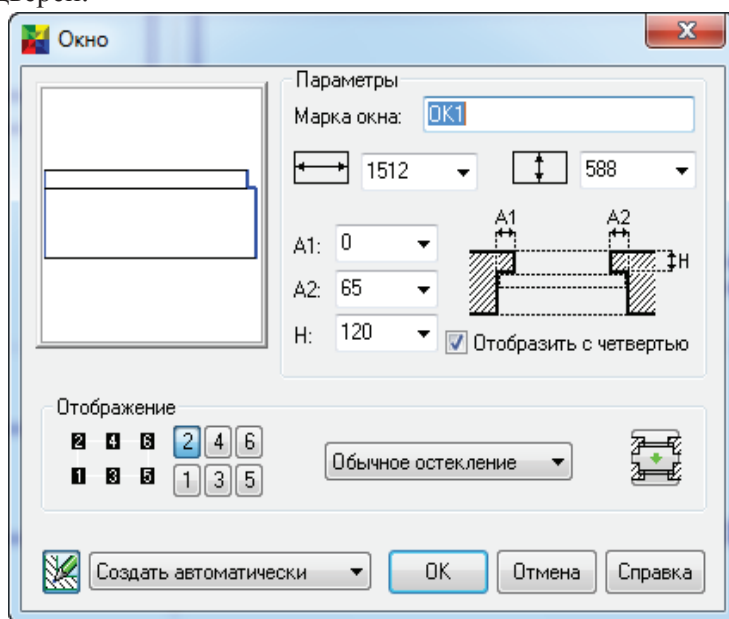 Окно
Параметры
Марка окна: ОК1
1512 588
A1: 0
A2: 65
H: 120
A1 A2
H
Отобразить с четвертью
Отображение
2 4 6 2 4 6
1 3 5 1 3 5
Обычное остекление
Создать автоматически OK Отмена Справка